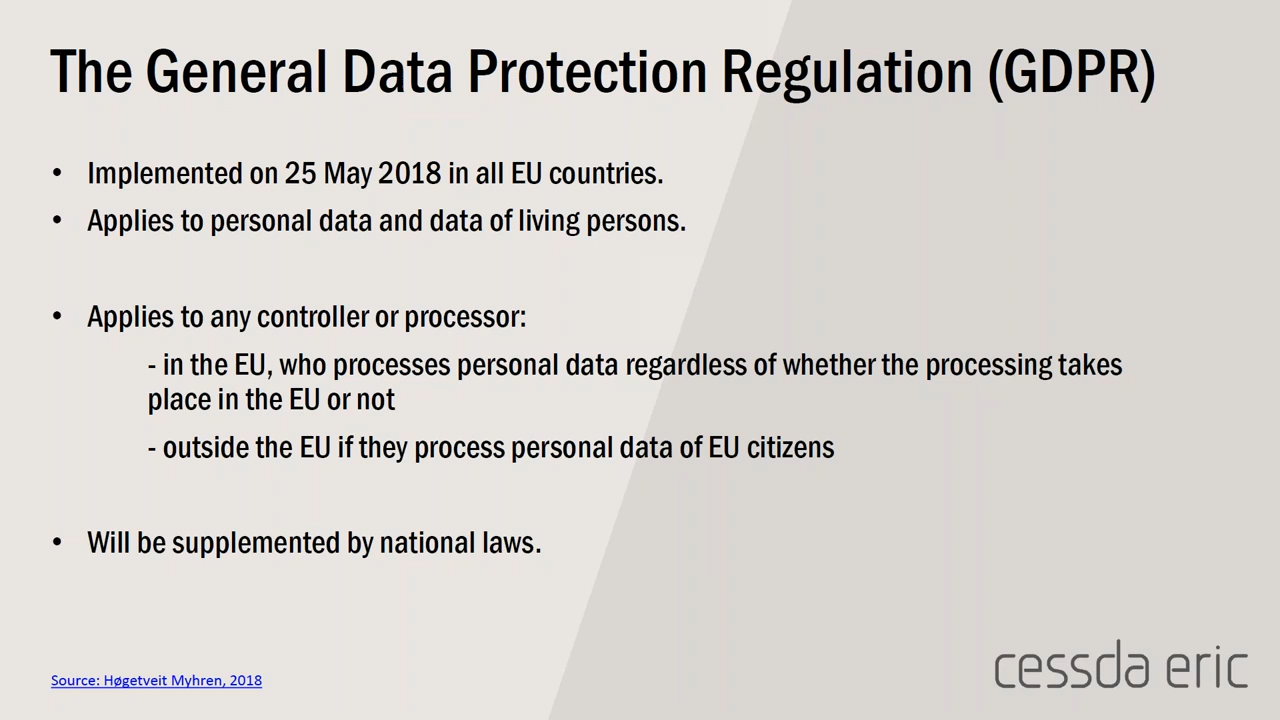 The General Data Protection Regulation (GDPR)
• Implemented on 25 May 2018 in all EU countries.
• Applies to personal data and data of living persons.
• Applies to any controller or processor:
- in the EU, who processes personal data regardless of whether the processing takes
place in the EU or not
- outside the EU if they process personal data of EU citizens
• Will be supplemented by national laws.
Source: Høgetveit Myhren, 2018
cessda eric